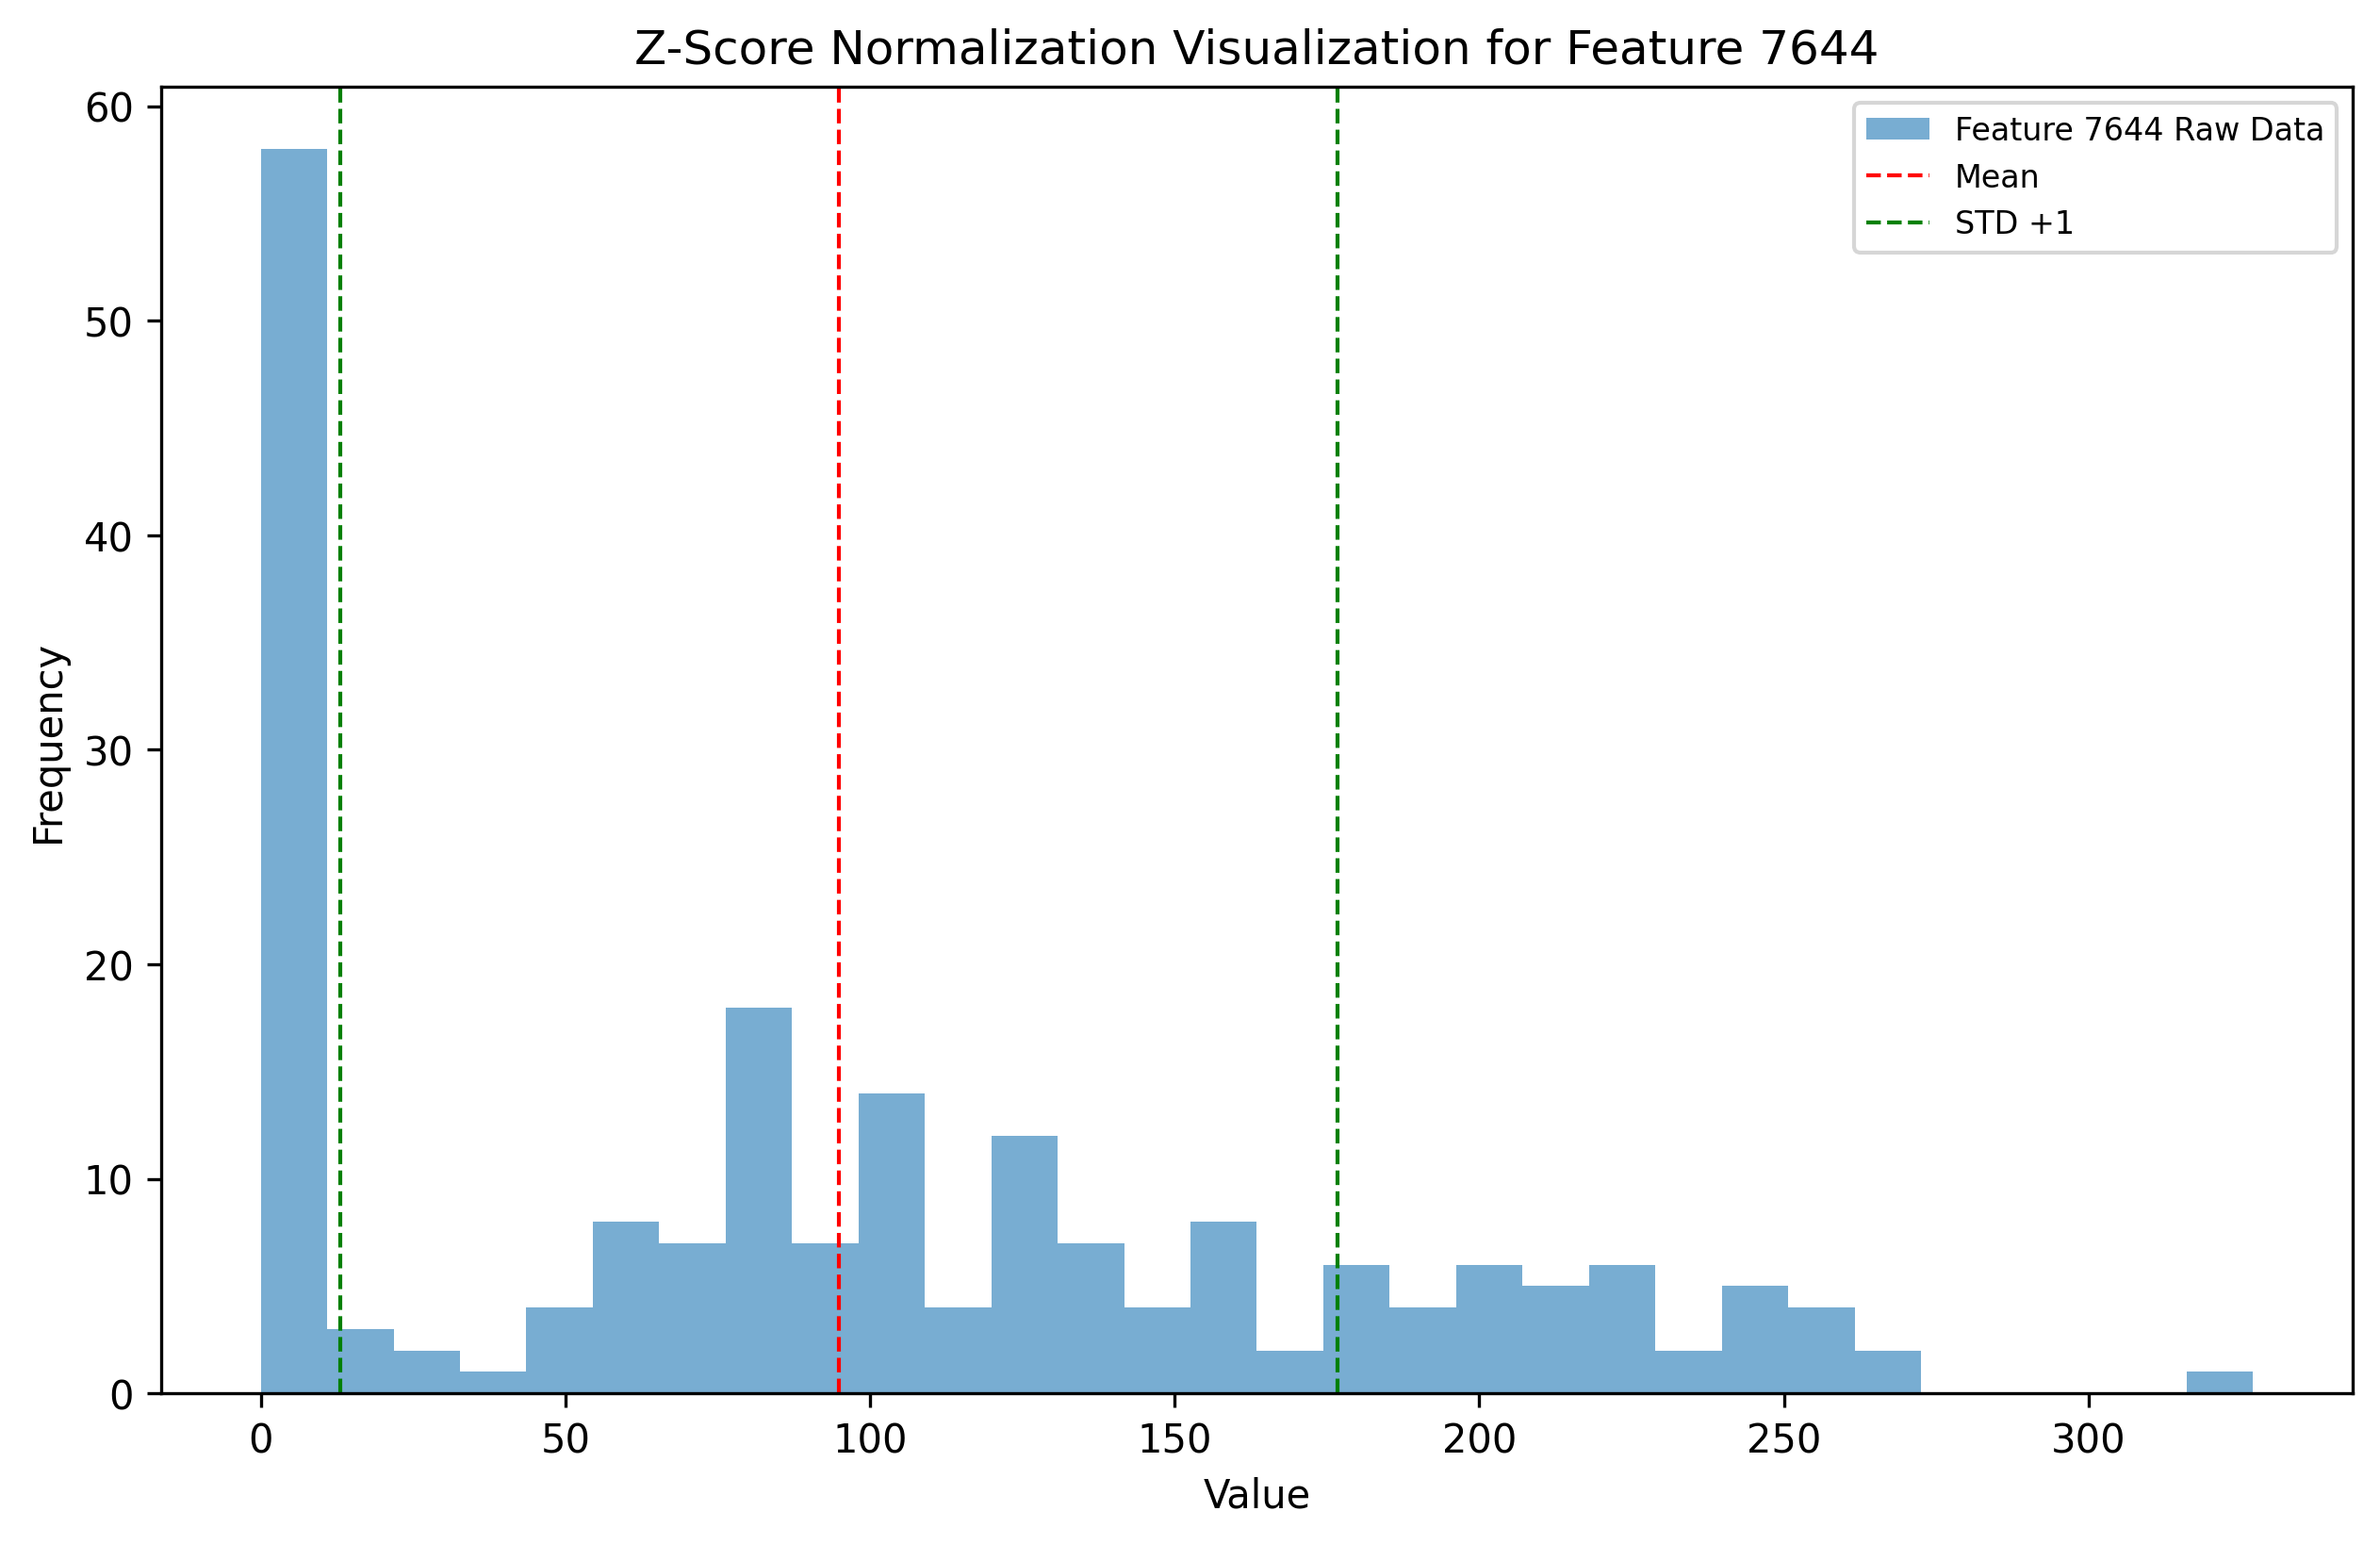 Z-Score Normalization Visualization for Feature 7644
Feature 7644 Raw Data
Mean
STD +1
Frequency
60
50
40
30
20
10
0
0 50 100 150 200 250 300
Value